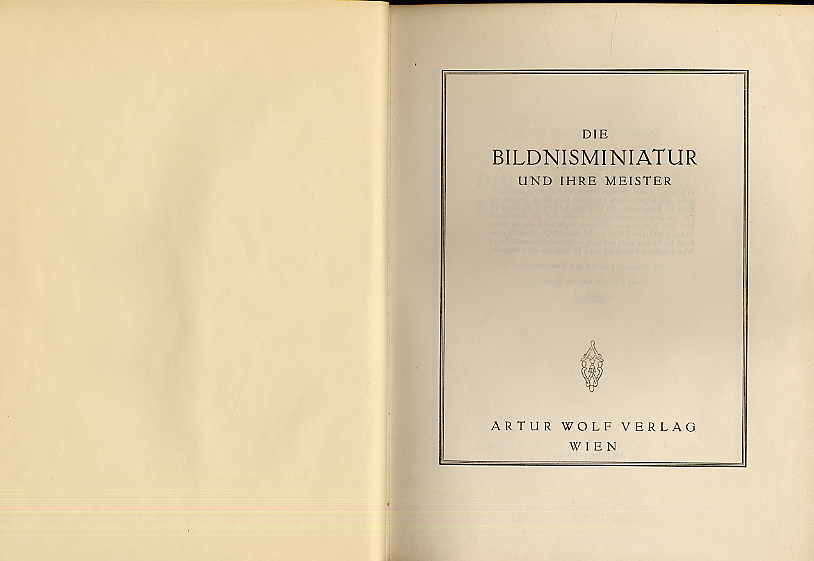 DIE
BILDNISMINIATUR
UND IHRE MEISTER
ARTUR WOLF VERLAG
WIEN